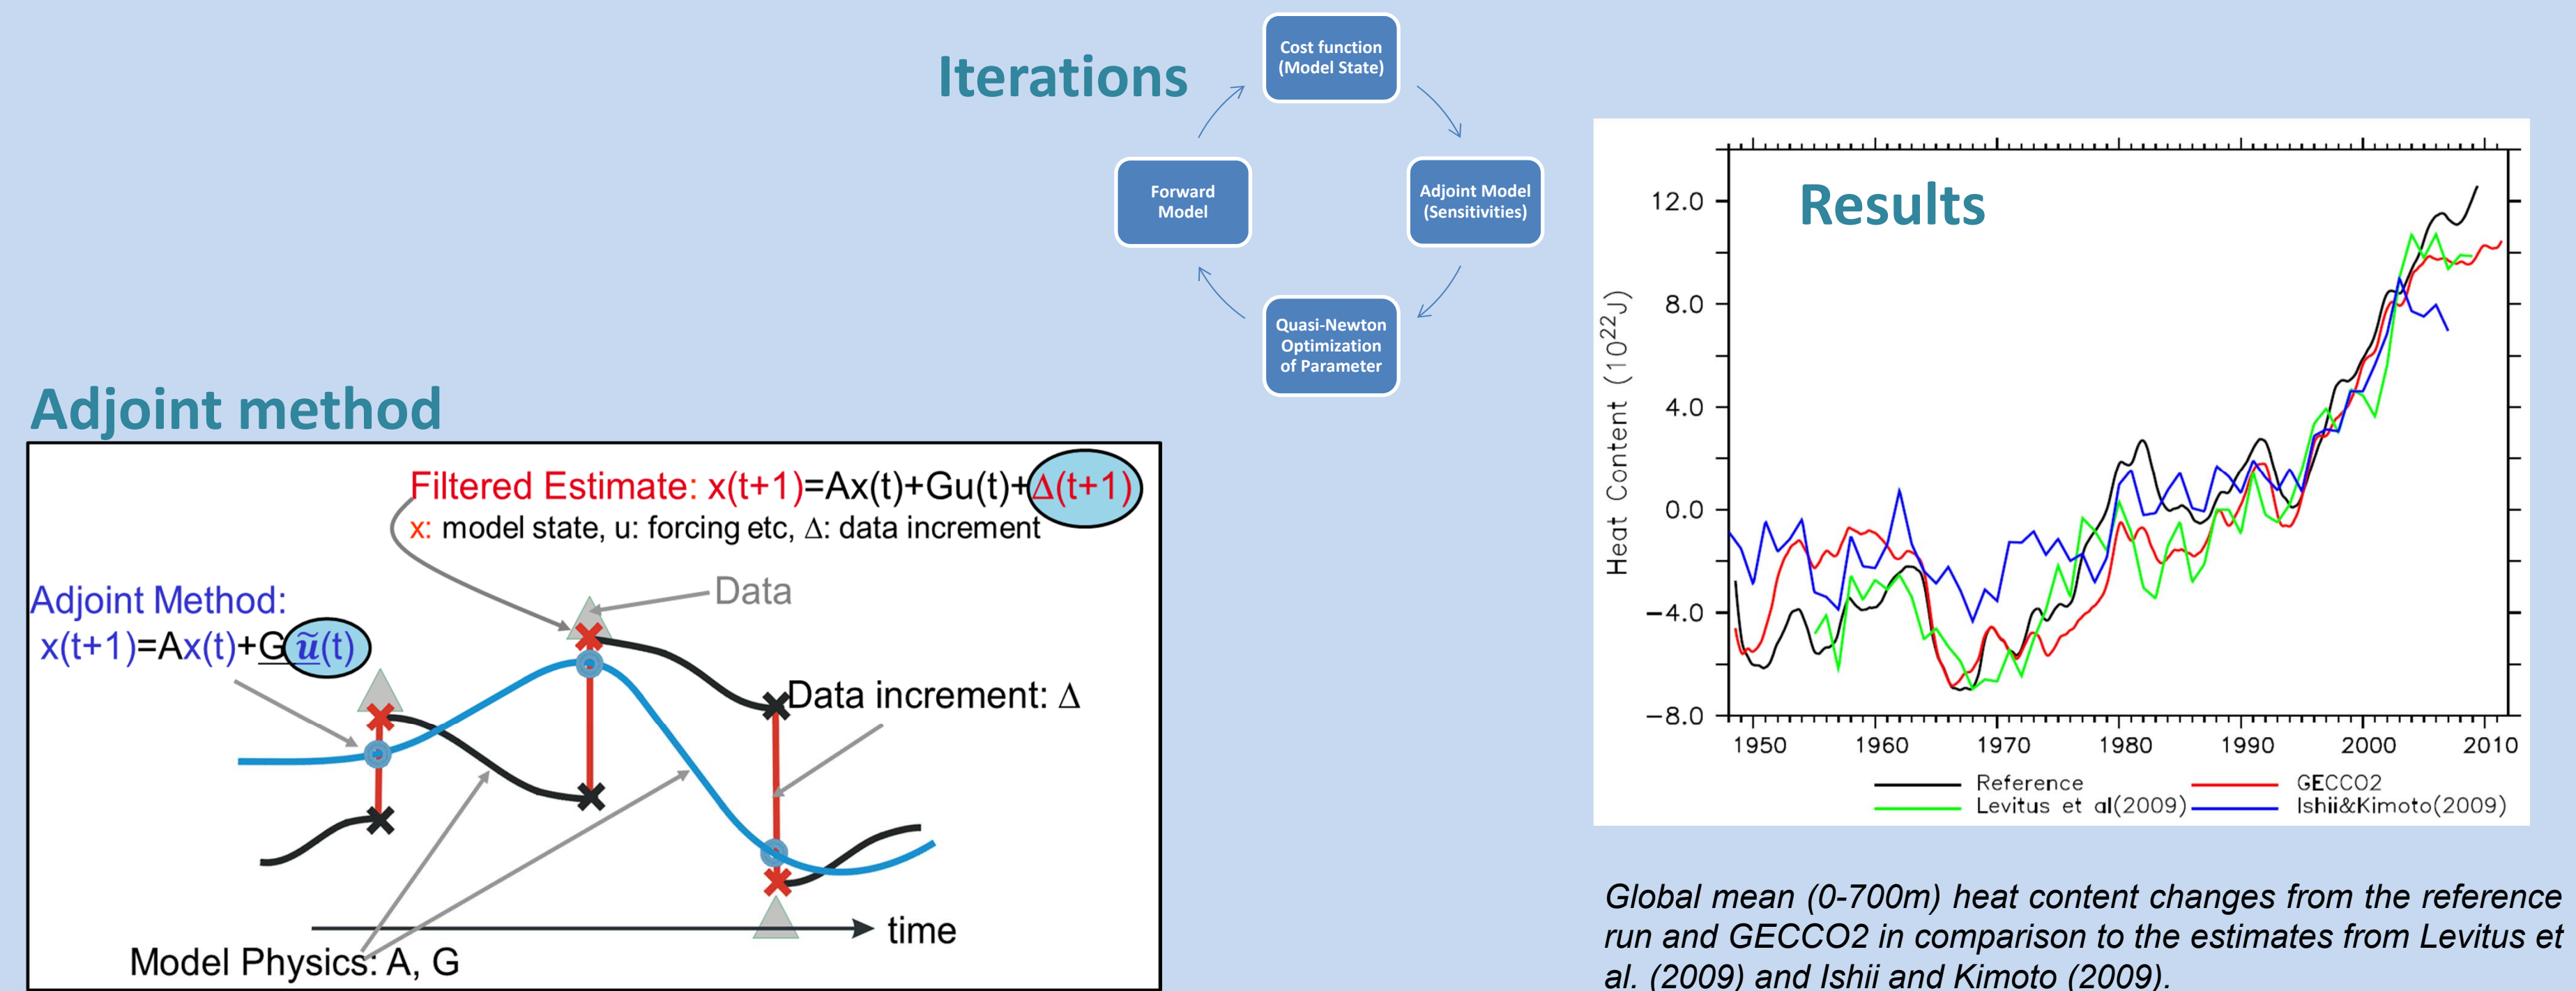 Iterations
Cost function
(Model State)
Forward
Model
Adjoint Model
(Sensitivities)
Quasi-Newton
Optimization
of Parameter
Adjoint method
Filtered Estimate: x(t+1)=Ax(t)+Gu(t)+Δ(t+1)
x: model state, u: forcing etc, Δ: data increment
Data
Adjoint Method:
x(t+1)=Ax(t)+Gũ(t)
Data increment: Δ
time
Model Physics: A, G
Results
Heat Content (10²²J)
12.0
8.0
4.0
0.0
−4.0
−8.0
1950 1960 1970 1980 1990 2000 2010
Reference GECCO2
Levitus et al(2009) Ishii&Kimoto(2009)
Global mean (0-700m) heat content changes from the reference
run and GECCO2 in comparison to the estimates from Levitus et
al. (2009) and Ishii and Kimoto (2009).